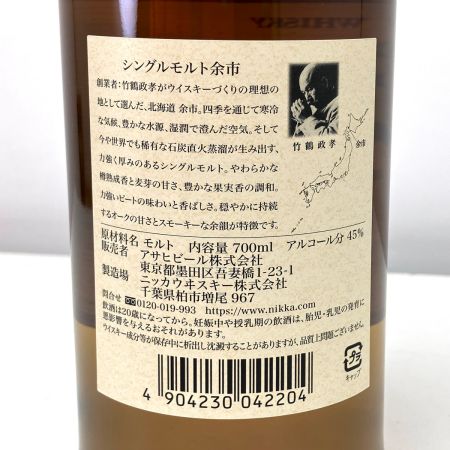 WHISKY
シングルモルト余市
創業者:竹鶴政孝がウイスキーづくりの理想の
地として選んだ、北海道 余市。四季を通じて寒冷
な気候、豊かな水源、湿潤で澄んだ空気。そして
今や世界でも稀有な石炭直火蒸溜が生み出す、
力強く厚みのあるシングルモルト。やわらかな
樽熟成香と麦芽の甘さ、豊かな果実香の調和。
力強いピートの味わいと香ばしさ。穏やかに持続
するオークの甘さとスモーキーな余韻が特徴です。
竹鶴政孝
余市
原材料名 モルト 内容量 700ml アルコール分 45%
販売者 アサヒビール株式会社
東京都墨田区吾妻橋1-23-1
製造場 ニッカウヰスキー株式会社
千葉県柏市増尾 967
問合せ 0120-019-993 https://www.nikka.com
飲酒は20歳になってから。妊娠中や授乳期の飲酒は、胎児・乳児の発育に
悪影響を与えるおそれがあります。
ウイスキー成分等が保存中に析出し沈澱することがありますが、品質上問題ございません。
プラ
キャップ
4 904230 042204